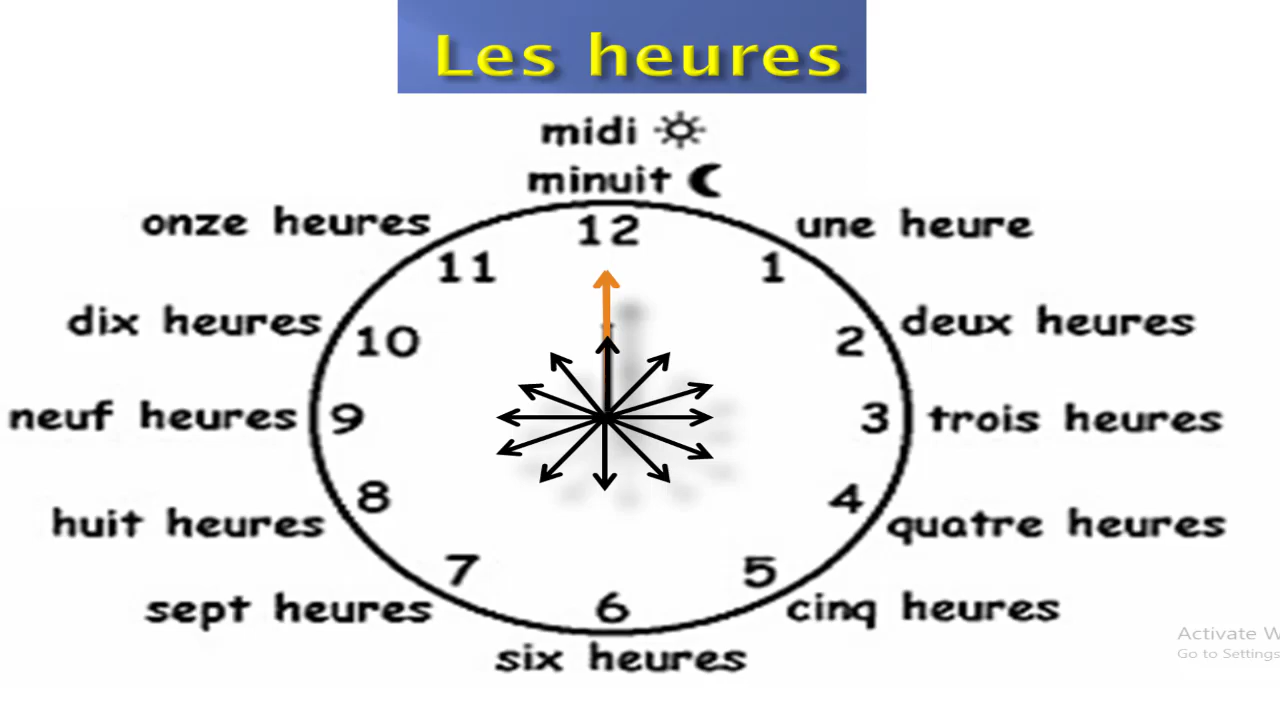 Les heures
midi
minuit
onze heures
12
une heure
11
1
dix heures
10
2
deux heures
neuf heures
9
3
trois heures
8
4
huit heures
quatre heures
7
5
sept heures
6
cinq heures
six heures
Activate W
Go to Settings